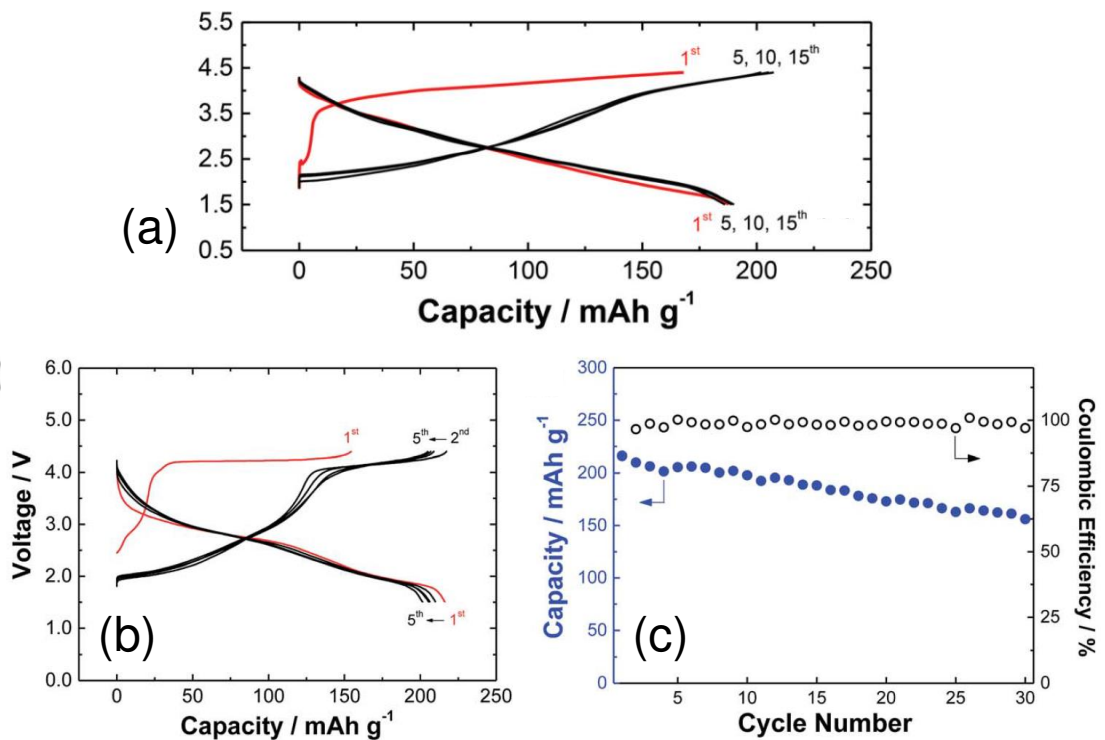 5.5
4.5
3.5
2.5
1.5
0.5
1st
5, 10, 15th
1st 5, 10, 15th
(a)
0 50 100 150 200 250
Capacity / mAh g-1
6.0
5.0
4.0
3.0
2.0
1.0
0.0
Voltage / V
1st
5th ← 2nd
5th ← 1st
(b)
0 50 100 150 200 250
Capacity / mAh g-1
300
250
200
150
100
50
0
Capacity / mAh g-1
(c)
5 10 15 20 25 30
Cycle Number
100
75
50
25
0
Coulombic Efficiency / %